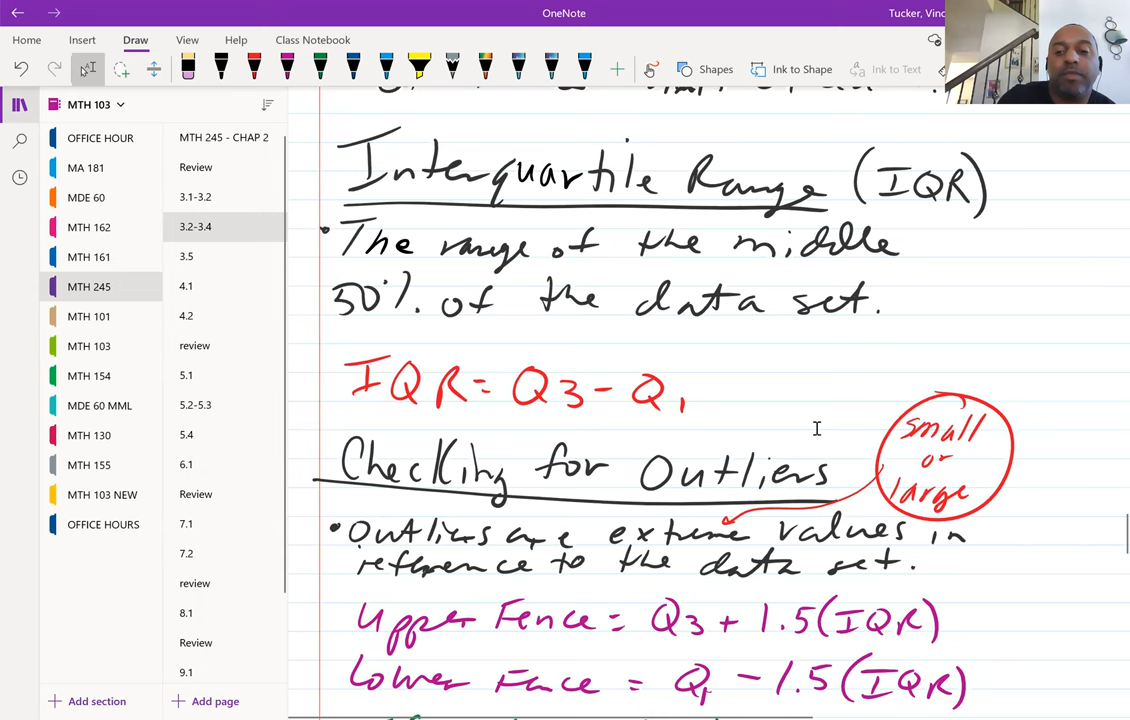 OneNote
Tucker, Vinc
Home Insert Draw View Help Class Notebook
Shapes Ink to Shape Ink to Text
MTH 103
OFFICE HOUR
MA 181
MDE 60
MTH 162
MTH 161
MTH 245
MTH 101
MTH 103
MTH 154
MDE 60 MML
MTH 130
MTH 155
MTH 103 NEW
OFFICE HOURS
Add section
MTH 245 - CHAP 2
Review
3.1-3.2
3.2-3.4
3.5
4.1
4.2
review
5.1
5.2-5.3
5.4
6.1
Review
7.1
7.2
review
8.1
Review
9.1
Add page
Interquartile Range (IQR)
• The range of the middle
50% of the data set.
IQR = Q3 - Q1
small
or
large
Checking for Outliers
• Outliers are extreme values in
reference to the data set.
Upper Fence = Q3 + 1.5(IQR)
Lower Fence = Q1 - 1.5(IQR)